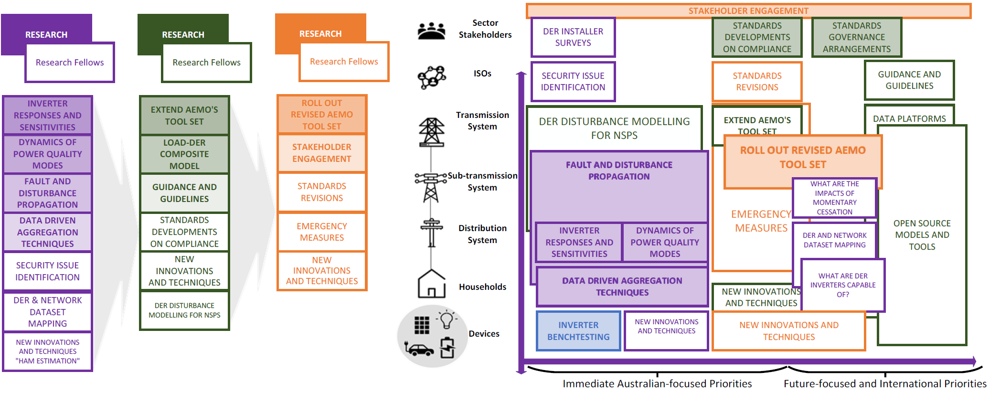 RESEARCH
Research Fellows
INVERTER
RESPONSES AND
SENSITIVITIES
DYNAMICS OF
POWER QUALITY
MODES
FAULT AND
DISTURBANCE
PROPAGATION
DATA DRIVEN
AGGREGATION
TECHNIQUES
SECURITY ISSUE
IDENTIFICATION
DER & NETWORK
DATASET
MAPPING
NEW INNOVATIONS
AND TECHNIQUES
"HAM ESTIMATION"
RESEARCH
Research Fellows
EXTEND AEMO'S
TOOL SET
LOAD-DER
COMPOSITE
MODEL
GUIDANCE AND
GUIDELINES
STANDARDS
DEVELOPMENTS
ON COMPLIANCE
NEW
INNOVATIONS
AND TECHNIQUES
DER DISTURBANCE
MODELLING FOR NSPS
RESEARCH
Research Fellows
ROLL OUT
REVISED AEMO
TOOL SET
STAKEHOLDER
ENGAGEMENT
STANDARDS
REVISIONS
EMERGENCY
MEASURES
NEW
INNOVATIONS
AND TECHNIQUES
Sector
Stakeholders
ISOs
Transmission
System
Sub-transmission
System
Distribution
System
Households
Devices
STAKEHOLDER ENGAGEMENT
DER INSTALLER
SURVEYS
STANDARDS
DEVELOPMENTS
ON COMPLIANCE
STANDARDS
GOVERNANCE
ARRANGEMENTS
SECURITY ISSUE
IDENTIFICATION
STANDARDS
REVISIONS
GUIDANCE AND
GUIDELINES
DER DISTURBANCE MODELLING
FOR NSPS
EXTEND AEMO'S
TOOL SET
DATA PLATFORMS
ROLL OUT REVISED AEMO
TOOL SET
FAULT AND DISTURBANCE
PROPAGATION
WHAT ARE THE
IMPACTS OF
MOMENTARY
CESSATION
EMERGENCY
MEASURES
OPEN SOURCE
MODELS AND
TOOLS
INVERTER
RESPONSES AND
SENSITIVITIES
DYNAMICS OF
POWER QUALITY
MODES
DER AND NETWORK
DATASET MAPPING
DATA DRIVEN AGGREGATION
TECHNIQUES
WHAT ARE DER
INVERTERS CAPABLE
OF?
NEW INNOVATIONS
AND TECHNIQUES
INVERTER
BENCHTESTING
NEW INNOVATIONS
AND TECHNIQUES
NEW INNOVATIONS AND
TECHNIQUES
Immediate Australian-focused Priorities
Future-focused and International Priorities